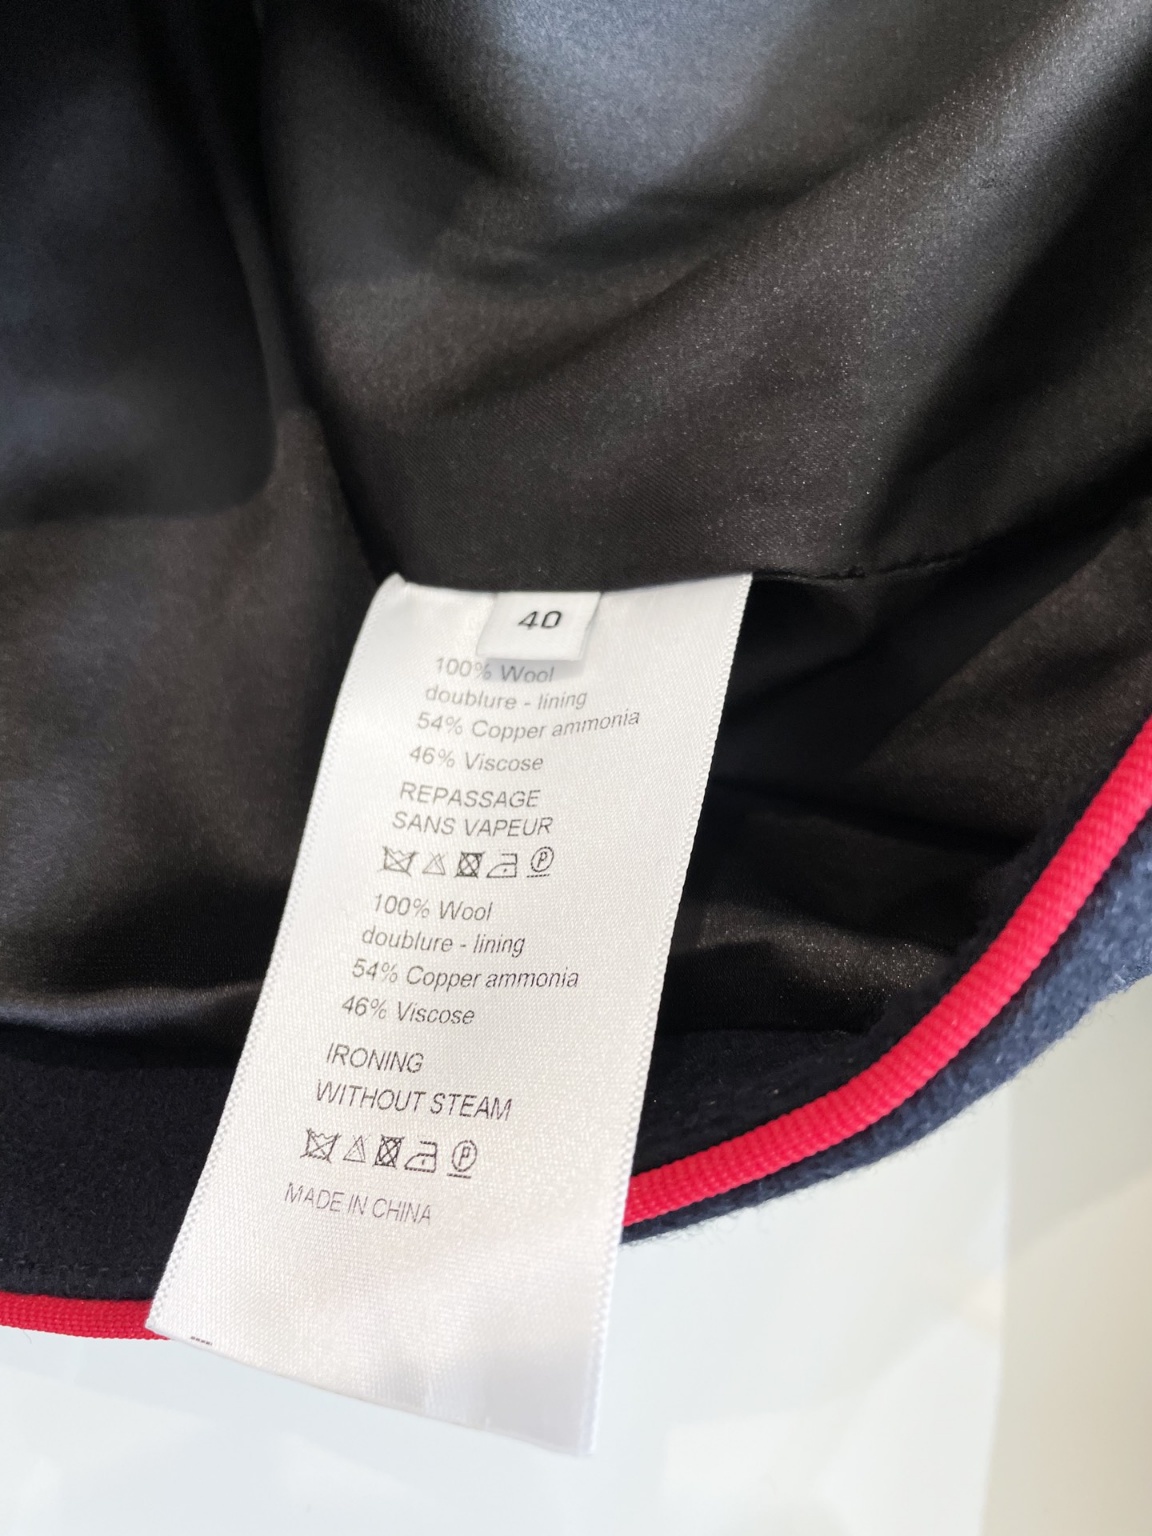 40
100% Wool
doublure - lining
54% Copper ammonia
46% Viscose
REPASSAGE
SANS VAPEUR
P
100% Wool
doublure - lining
54% Copper ammonia
46% Viscose
IRONING
WITHOUT STEAM
P
MADE IN CHINA